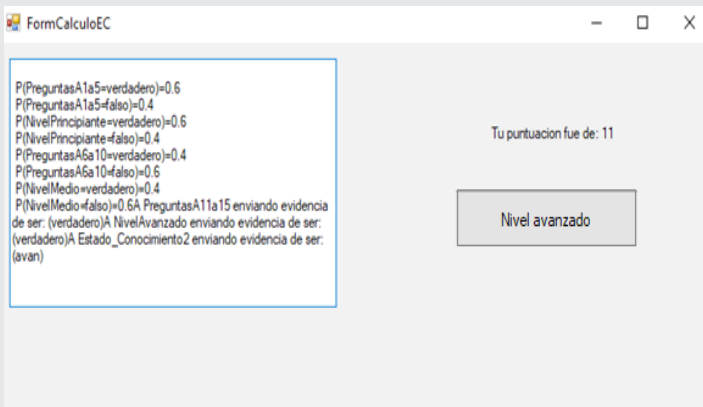 FormCalculoEC
P(PreguntasA1a5=verdadero)=0.6
P(PreguntasA1a5=falso)=0.4
P(NivelPrincipiante=verdadero)=0.6
P(NivelPrincipiante=falso)=0.4
P(PreguntasA6a10=verdadero)=0.4
P(PreguntasA6a10=falso)=0.6
P(NivelMedio=verdadero)=0.4
P(NivelMedio=falso)=0.6A PreguntasA11a15 enviando evidencia
de ser: (verdadero)A NivelAvanzado enviando evidencia de ser:
(verdadero)A Estado_Conocimiento2 enviando evidencia de ser:
(avan)
Tu puntuacion fue de: 11
Nivel avanzado